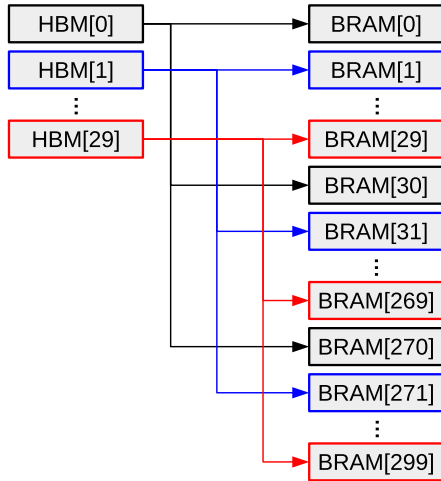 HBM[0]
HBM[1]
⋮
HBM[29]
BRAM[0]
BRAM[1]
⋮
BRAM[29]
BRAM[30]
BRAM[31]
⋮
BRAM[269]
BRAM[270]
BRAM[271]
⋮
BRAM[299]